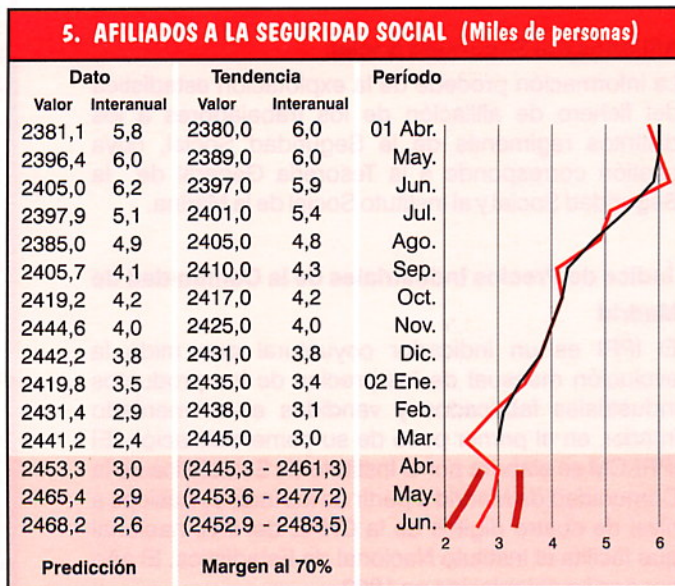 5. AFILIADOS A LA SEGURIDAD SOCIAL (Miles de personas)
Dato Tendencia Período
Valor Interanual Valor Interanual
2381,1 5,8 2380,0 6,0 01 Abr.
2396,4 6,0 2389,0 6,0 May.
2405,0 6,2 2397,0 5,9 Jun.
2397,9 5,1 2401,0 5,4 Jul.
2385,0 4,9 2405,0 4,8 Ago.
2405,7 4,1 2410,0 4,3 Sep.
2419,2 4,2 2417,0 4,2 Oct.
2444,6 4,0 2425,0 4,0 Nov.
2442,2 3,8 2431,0 3,8 Dic.
2419,8 3,5 2435,0 3,4 02 Ene.
2431,4 2,9 2438,0 3,1 Feb.
2441,2 2,4 2445,0 3,0 Mar.
2453,3 3,0 (2445,3 - 2461,3) Abr.
2465,4 2,9 (2453,6 - 2477,2) May.
2468,2 2,6 (2452,9 - 2483,5) Jun.
2 3 4 5 6
Predicción Margen al 70%